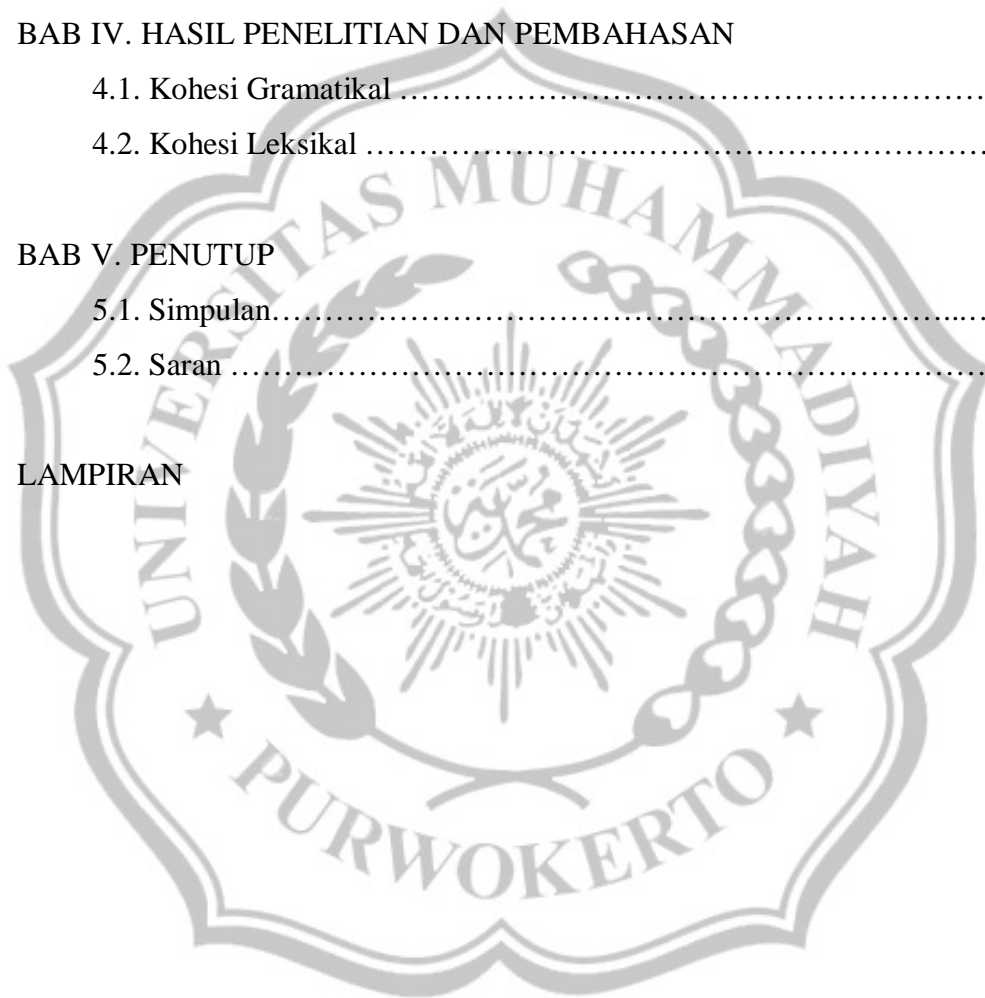 BAB IV. HASIL PENELITIAN DAN PEMBAHASAN
4.1. Kohesi Gramatikal ……………………………………………………
4.2. Kohesi Leksikal ……………………..……………………………
BAB V. PENUTUP
5.1. Simpulan………………………………………………………..…
5.2. Saran ………………………………………………………………
LAMPIRAN
UNIVERSITAS MUHAMMADIYAH
PURWOKERTO